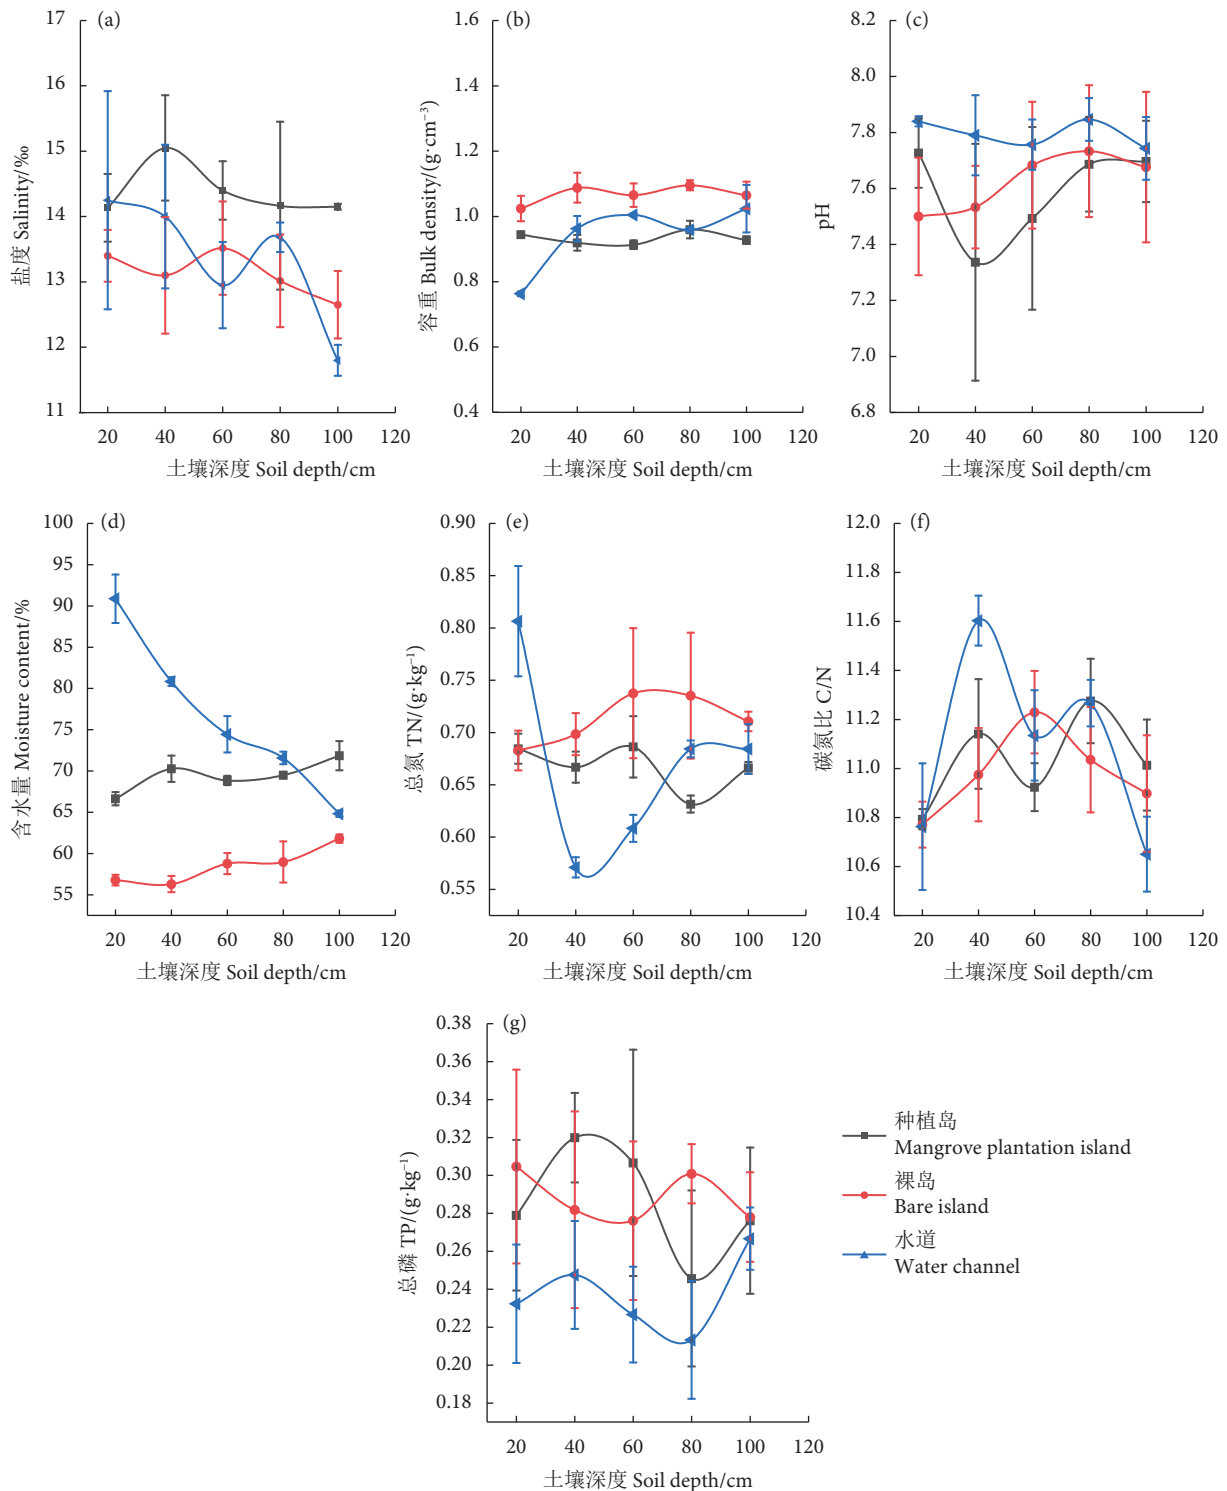 (a)
17
16
15
14
13
12
11
盐度 Salinity/‰
20 40 60 80 100 120
土壤深度 Soil depth/cm
(b)
1.6
1.4
1.2
1.0
0.8
0.6
0.4
容重 Bulk density/(g·cm⁻³)
20 40 60 80 100 120
土壤深度 Soil depth/cm
(c)
8.2
8.0
7.8
7.6
7.4
7.2
7.0
6.8
pH
20 40 60 80 100 120
土壤深度 Soil depth/cm
(d)
100
95
90
85
80
75
70
65
60
55
含水量 Moisture content/%
20 40 60 80 100 120
土壤深度 Soil depth/cm
(e)
0.90
0.85
0.80
0.75
0.70
0.65
0.60
0.55
总氮 TN/(g·kg⁻¹)
20 40 60 80 100 120
土壤深度 Soil depth/cm
(f)
12.0
11.8
11.6
11.4
11.2
11.0
10.8
10.6
10.4
碳氮比 C/N
20 40 60 80 100 120
土壤深度 Soil depth/cm
(g)
0.38
0.36
0.34
0.32
0.30
0.28
0.26
0.24
0.22
0.20
0.18
总磷 TP/(g·kg⁻¹)
20 40 60 80 100 120
土壤深度 Soil depth/cm
种植岛
Mangrove plantation island
裸岛
Bare island
水道
Water channel